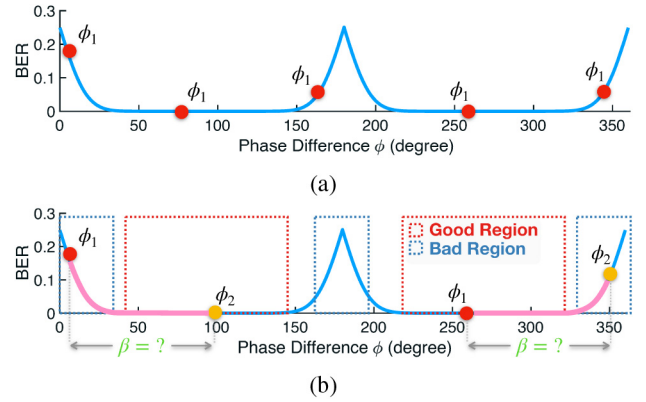 0.3
0.2
0.1
0
BER
ϕ1
ϕ1
ϕ1
ϕ1
ϕ1
0 50 100 150 200 250 300 350
Phase Difference ϕ (degree)
(a)
0.3
0.2
0.1
0
BER
Good Region
Bad Region
ϕ1
ϕ2
ϕ1
ϕ2
0 50 100 150 200 250 300 350
Phase Difference ϕ (degree)
β = ?
β = ?
(b)